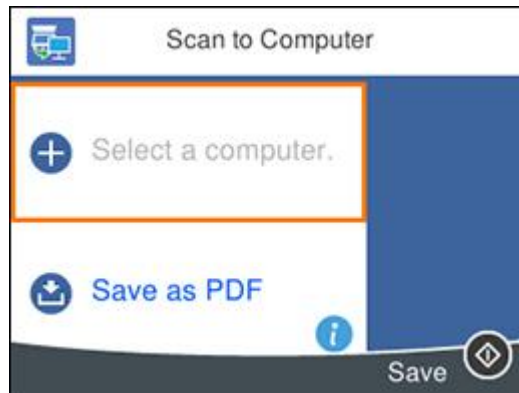 Scan to Computer
Select a computer.
Save as PDF
i
Save